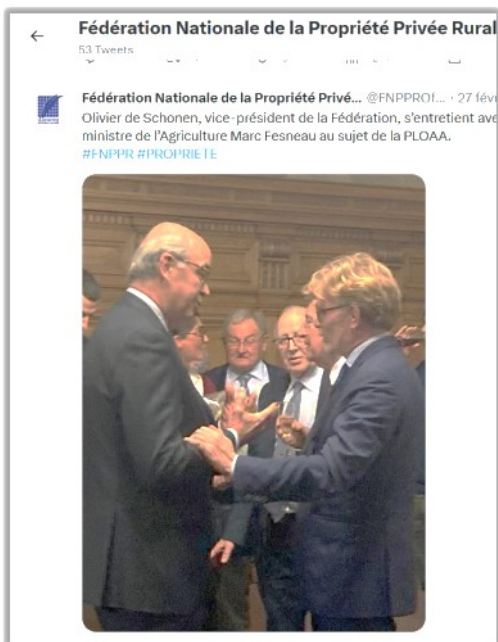 Fédération Nationale de la Propriété Privée Rural
53 Tweets
Fédération Nationale de la Propriété Privé... @FNPPROf... · 27 févr
Olivier de Schonen, vice-président de la Fédération, s'entretient ave
ministre de l'Agriculture Marc Fesneau au sujet de la PLOAA.
#FNPPR #PROPRIETE